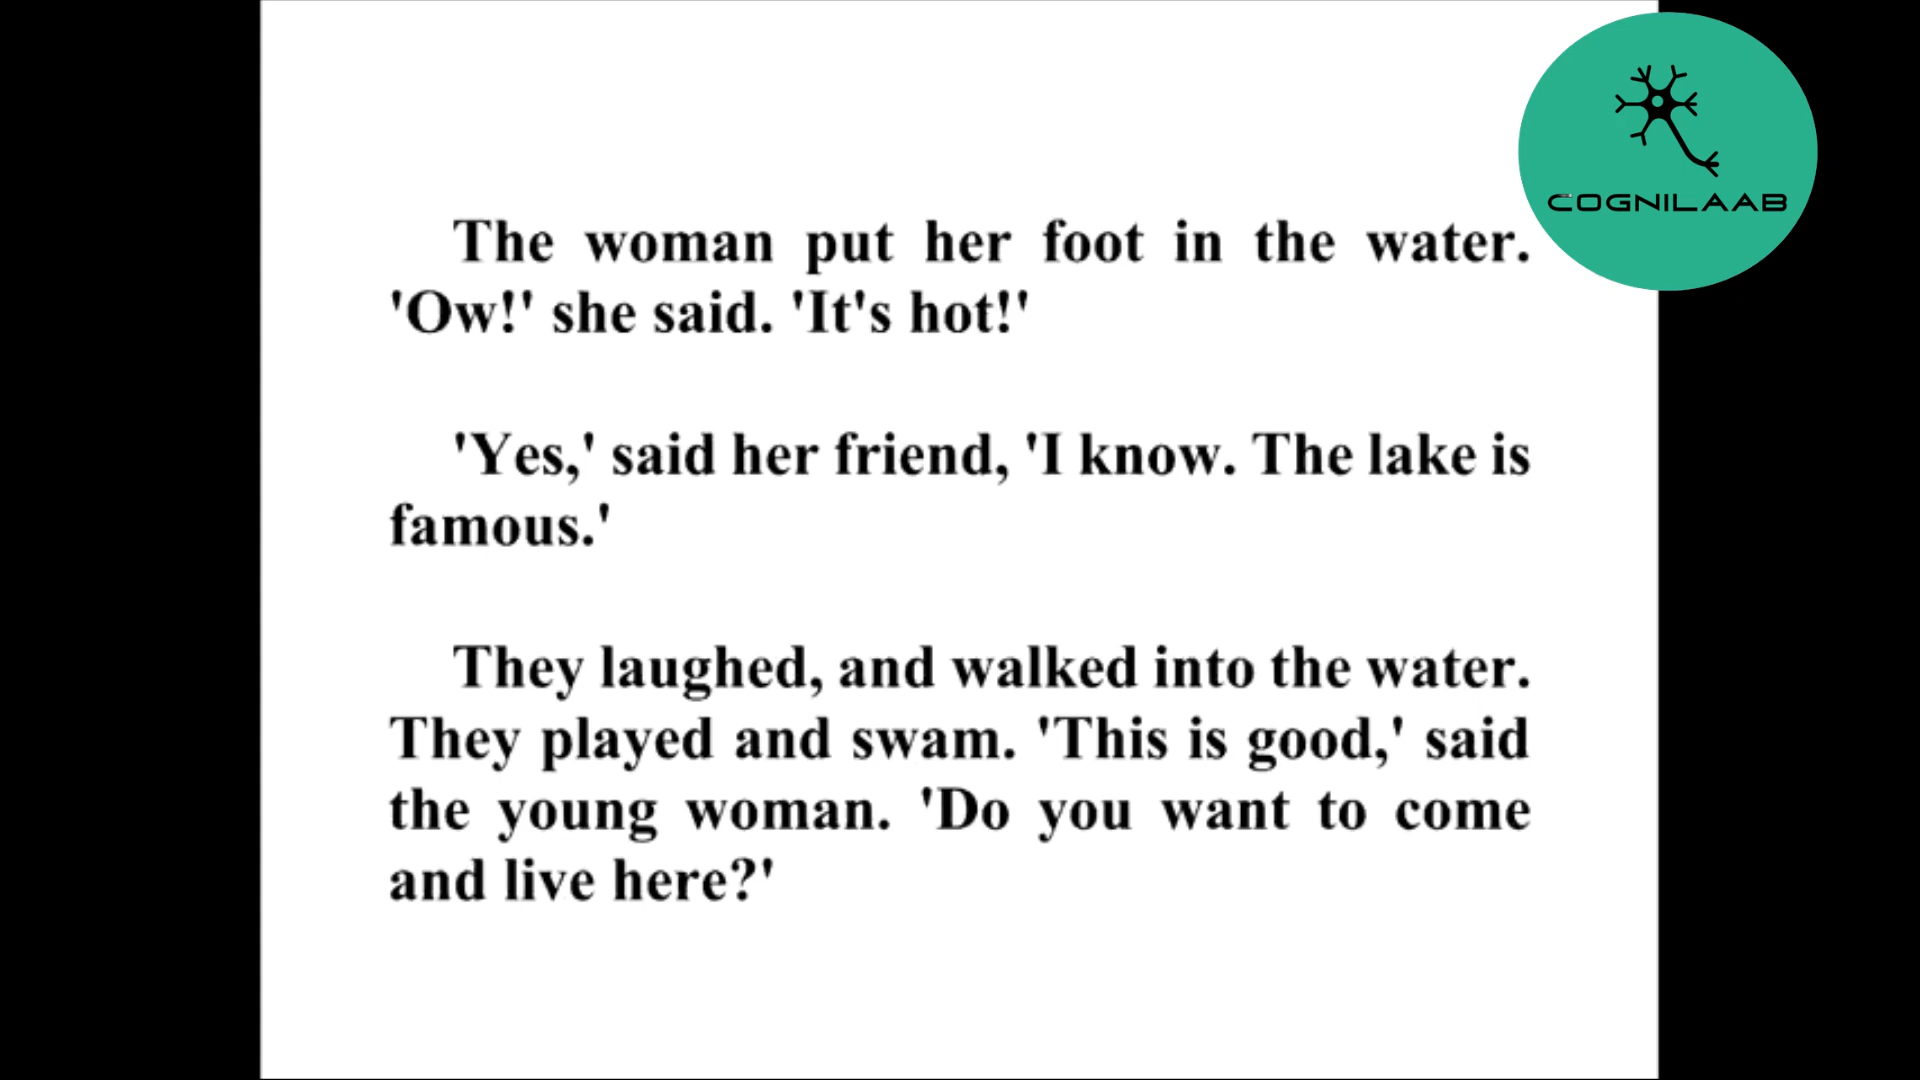 COGNILAAB
The woman put her foot in the water.
'Ow!' she said. 'It's hot!'
'Yes,' said her friend, 'I know. The lake is
famous.'
They laughed, and walked into the water.
They played and swam. 'This is good,' said
the young woman. 'Do you want to come
and live here?'